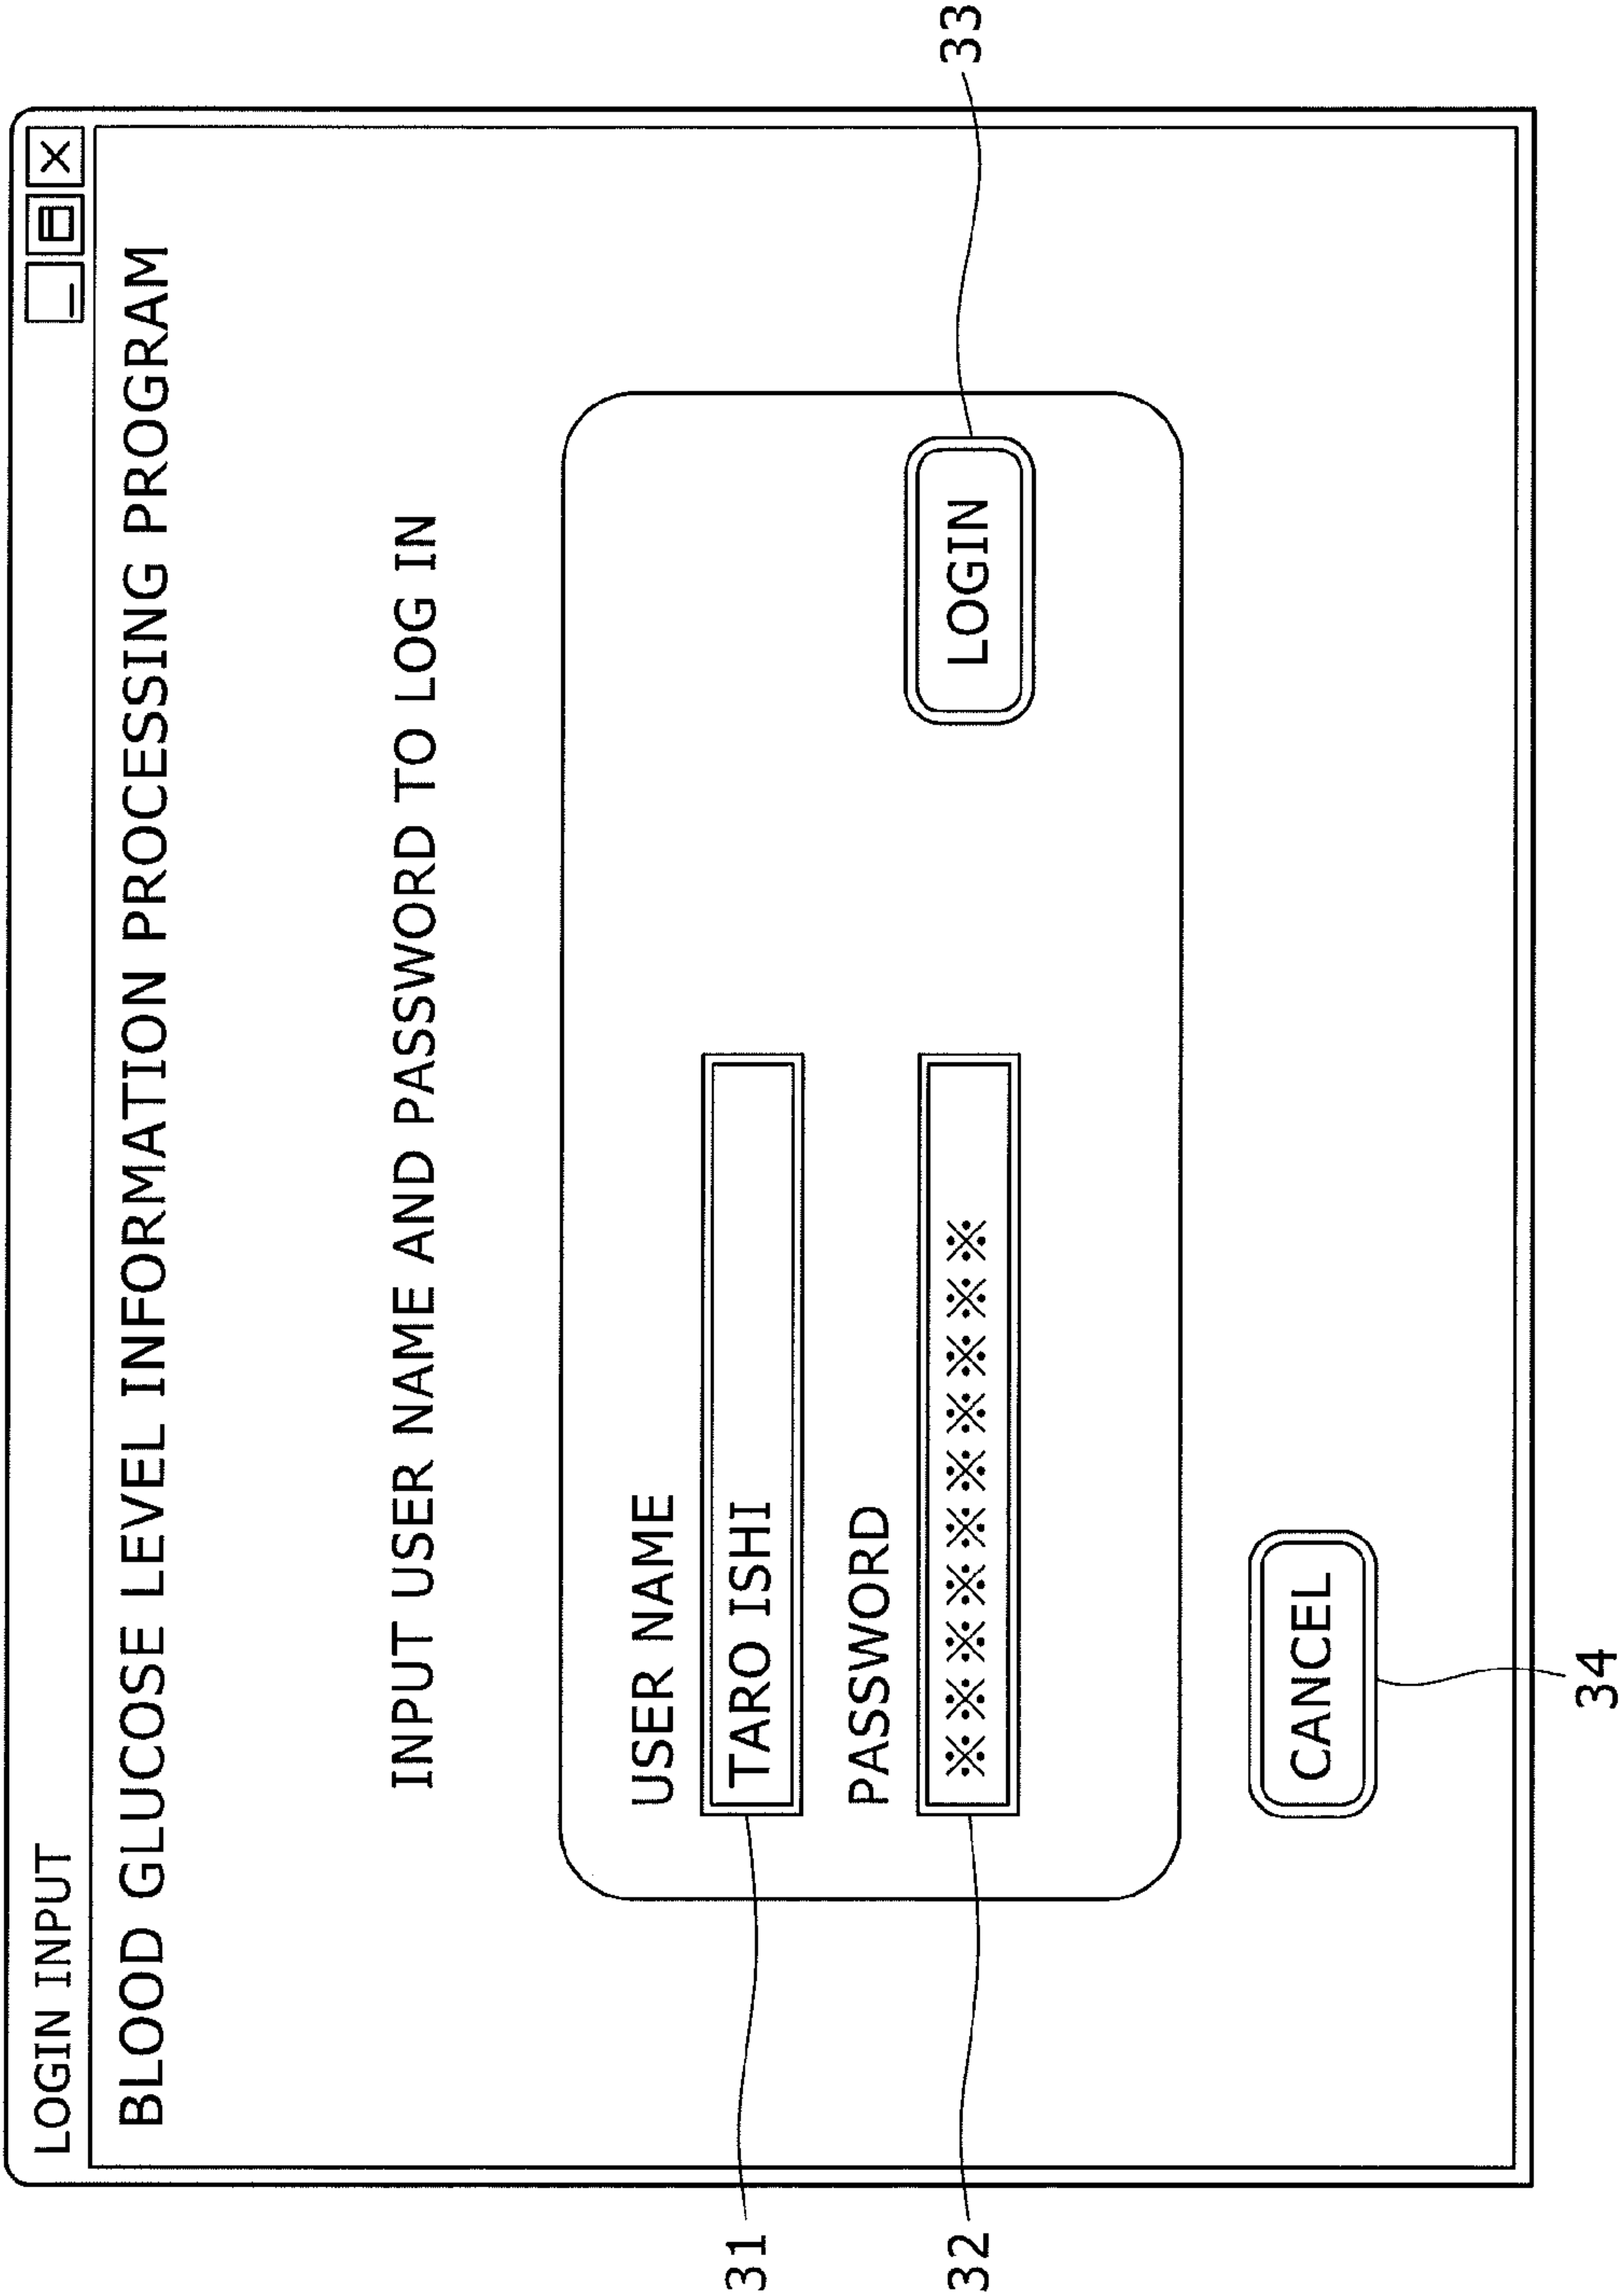 LOGIN INPUT
BLOOD GLUCOSE LEVEL INFORMATION PROCESSING PROGRAM
INPUT USER NAME AND PASSWORD TO LOG IN
USER NAME
31
TARO ISHI
PASSWORD
32
※※※※※※※※※※
LOGIN
33
CANCEL
34